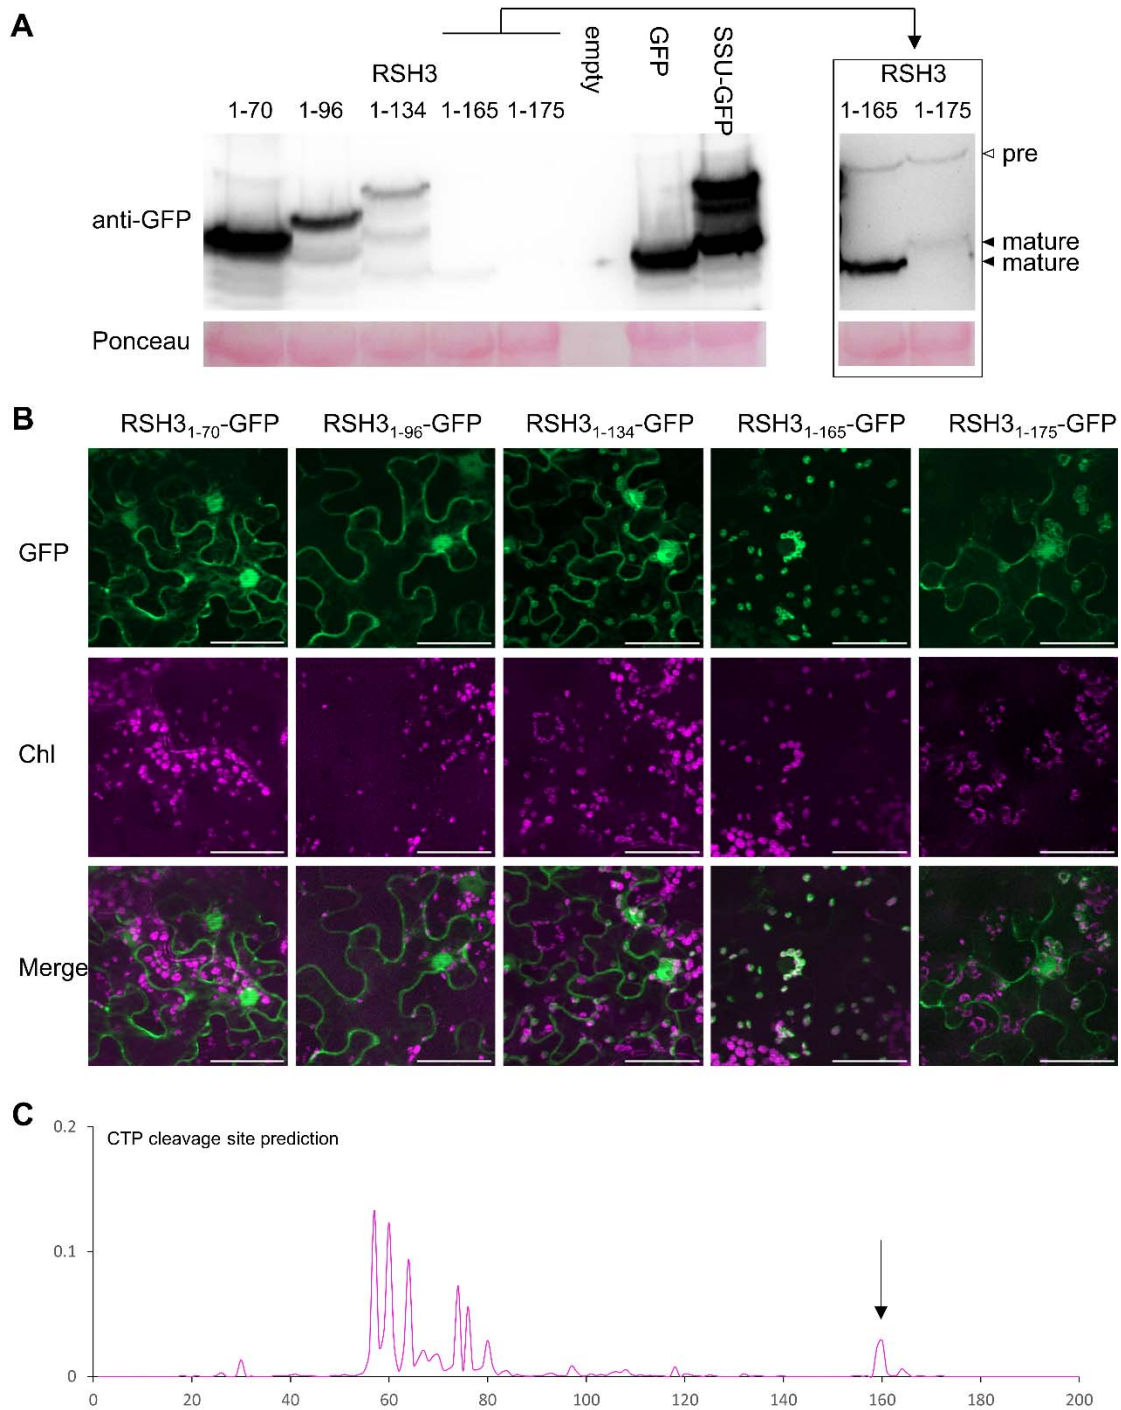 A
RSH3
1-70 1-96 1-134 1-165 1-175
empty
GFP
SSU-GFP
RSH3
1-165 1-175
anti-GFP
pre
mature
mature
Ponceau
B
RSH31-70-GFP RSH31-96-GFP RSH31-134-GFP RSH31-165-GFP RSH31-175-GFP
GFP
Chl
Merge
C
CTP cleavage site prediction
0.2
0.1
0
0 20 40 60 80 100 120 140 160 180 200